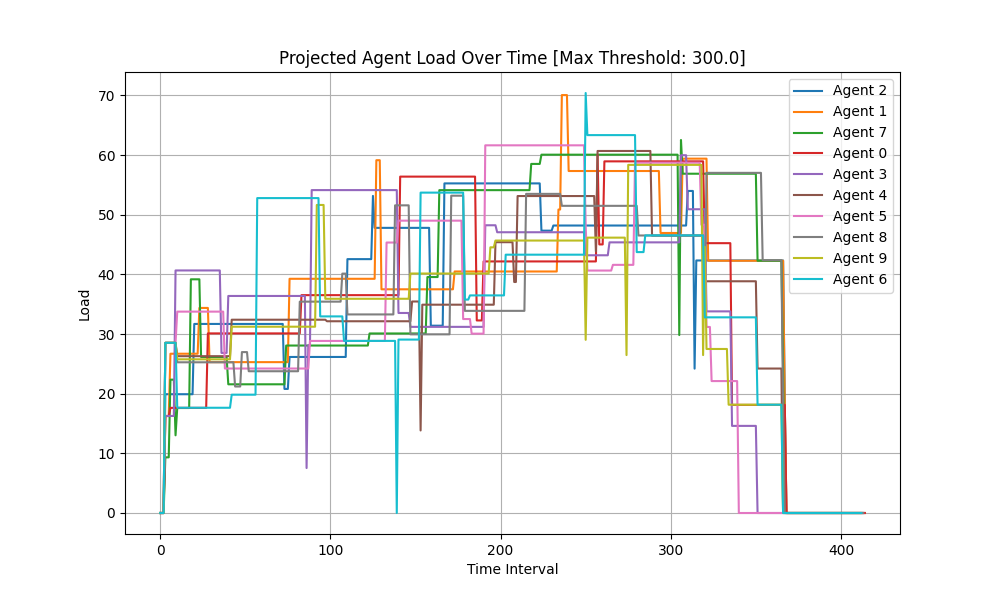 Projected Agent Load Over Time [Max Threshold: 300.0]
Load
70
60
50
40
30
20
10
0
0 100 200 300 400
Time Interval
Agent 2
Agent 1
Agent 7
Agent 0
Agent 3
Agent 4
Agent 5
Agent 8
Agent 9
Agent 6